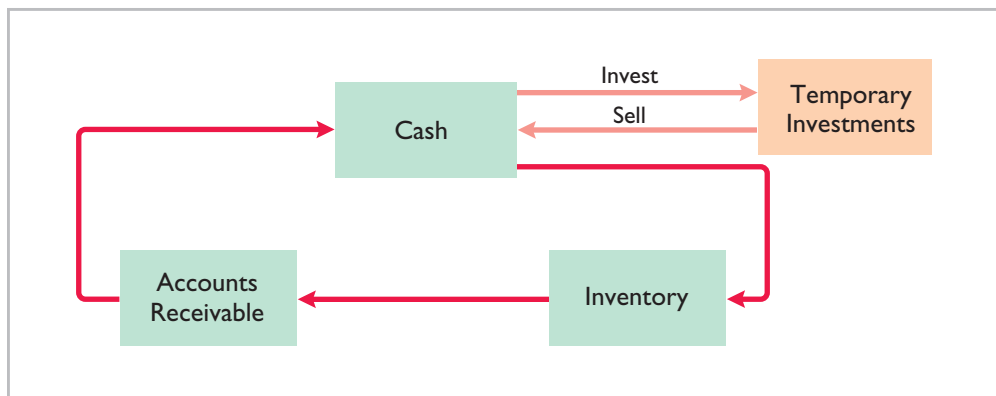 Invest
Temporary
Investments
Cash
Sell
Accounts
Receivable
Inventory